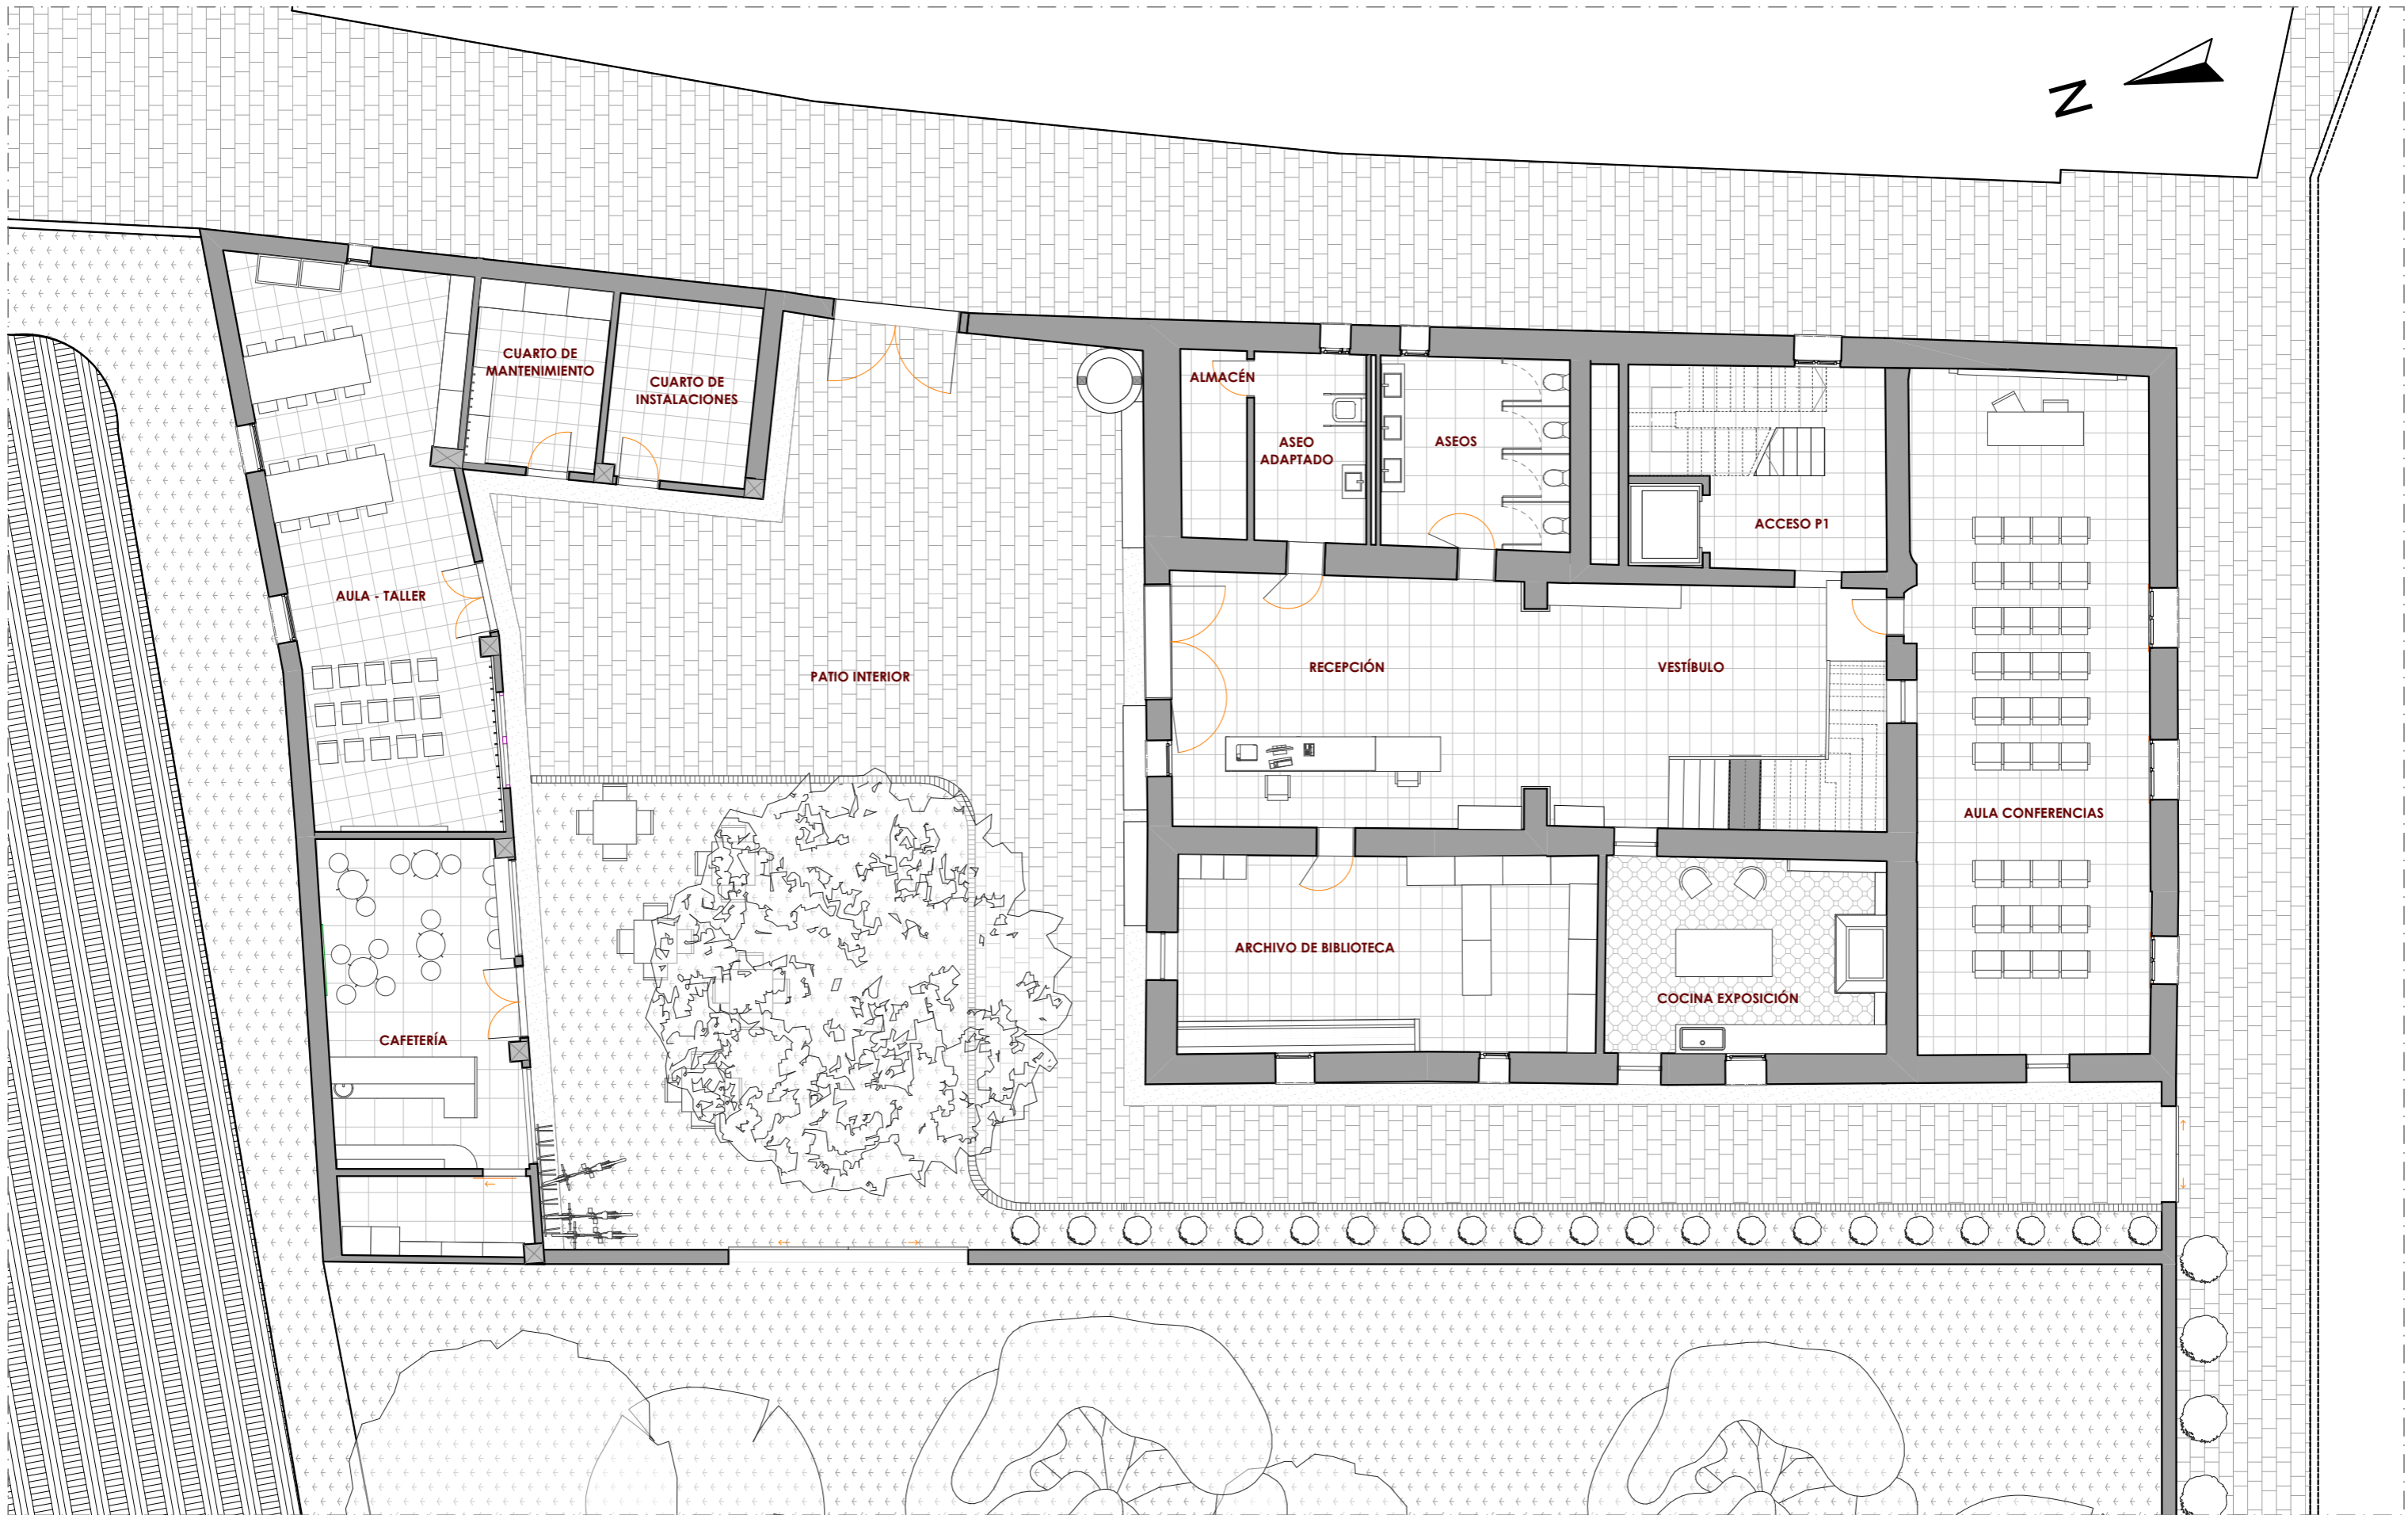 N
CUARTO DE
MANTENIMIENTO
CUARTO DE
INSTALACIONES
ALMACÉN
ASEO
ADAPTADO
ASEOS
ACCESO P1
AULA - TALLER
PATIO INTERIOR
RECEPCIÓN
VESTÍBULO
AULA CONFERENCIAS
ARCHIVO DE BIBLIOTECA
COCINA EXPOSICIÓN
CAFETERÍA